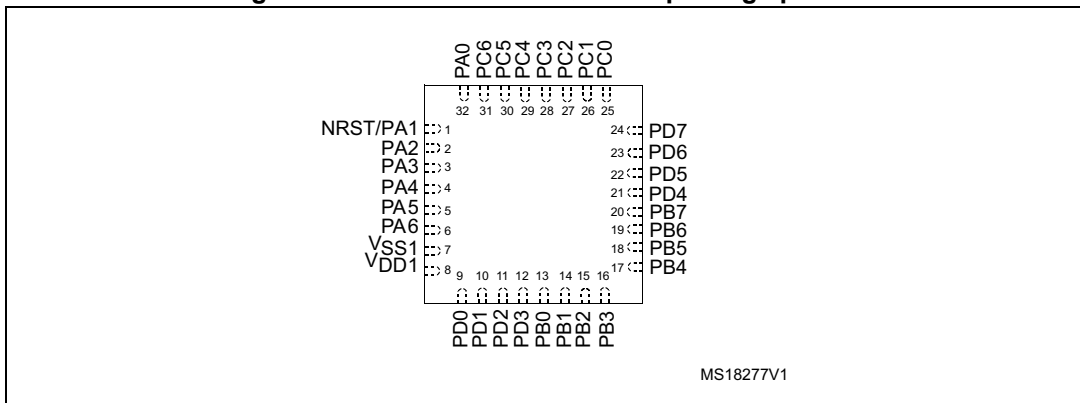 PA0
PC6
PC5
PC4
PC3
PC2
PC1
PC0
32 31 30 29 28 27 26 25
NRST/PA1 1
PA2 2
PA3 3
PA4 4
PA5 5
PA6 6
VSS1 7
VDD1 8
24 PD7
23 PD6
22 PD5
21 PD4
20 PB7
19 PB6
18 PB5
17 PB4
9 10 11 12 13 14 15 16
PD0
PD1
PD2
PD3
PB0
PB1
PB2
PB3
MS18277V1